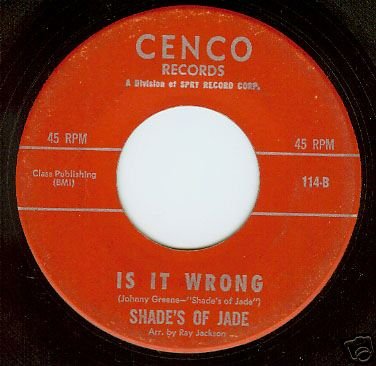 CENCO
RECORDS
A Division of SPRT RECORD CORP.
45 RPM
45 RPM
Class Publishing
(BMI)
114-B
IS IT WRONG
(Johnny Greene—"Shade's of Jade")
SHADE'S OF JADE
Arr. by Ray Jackson